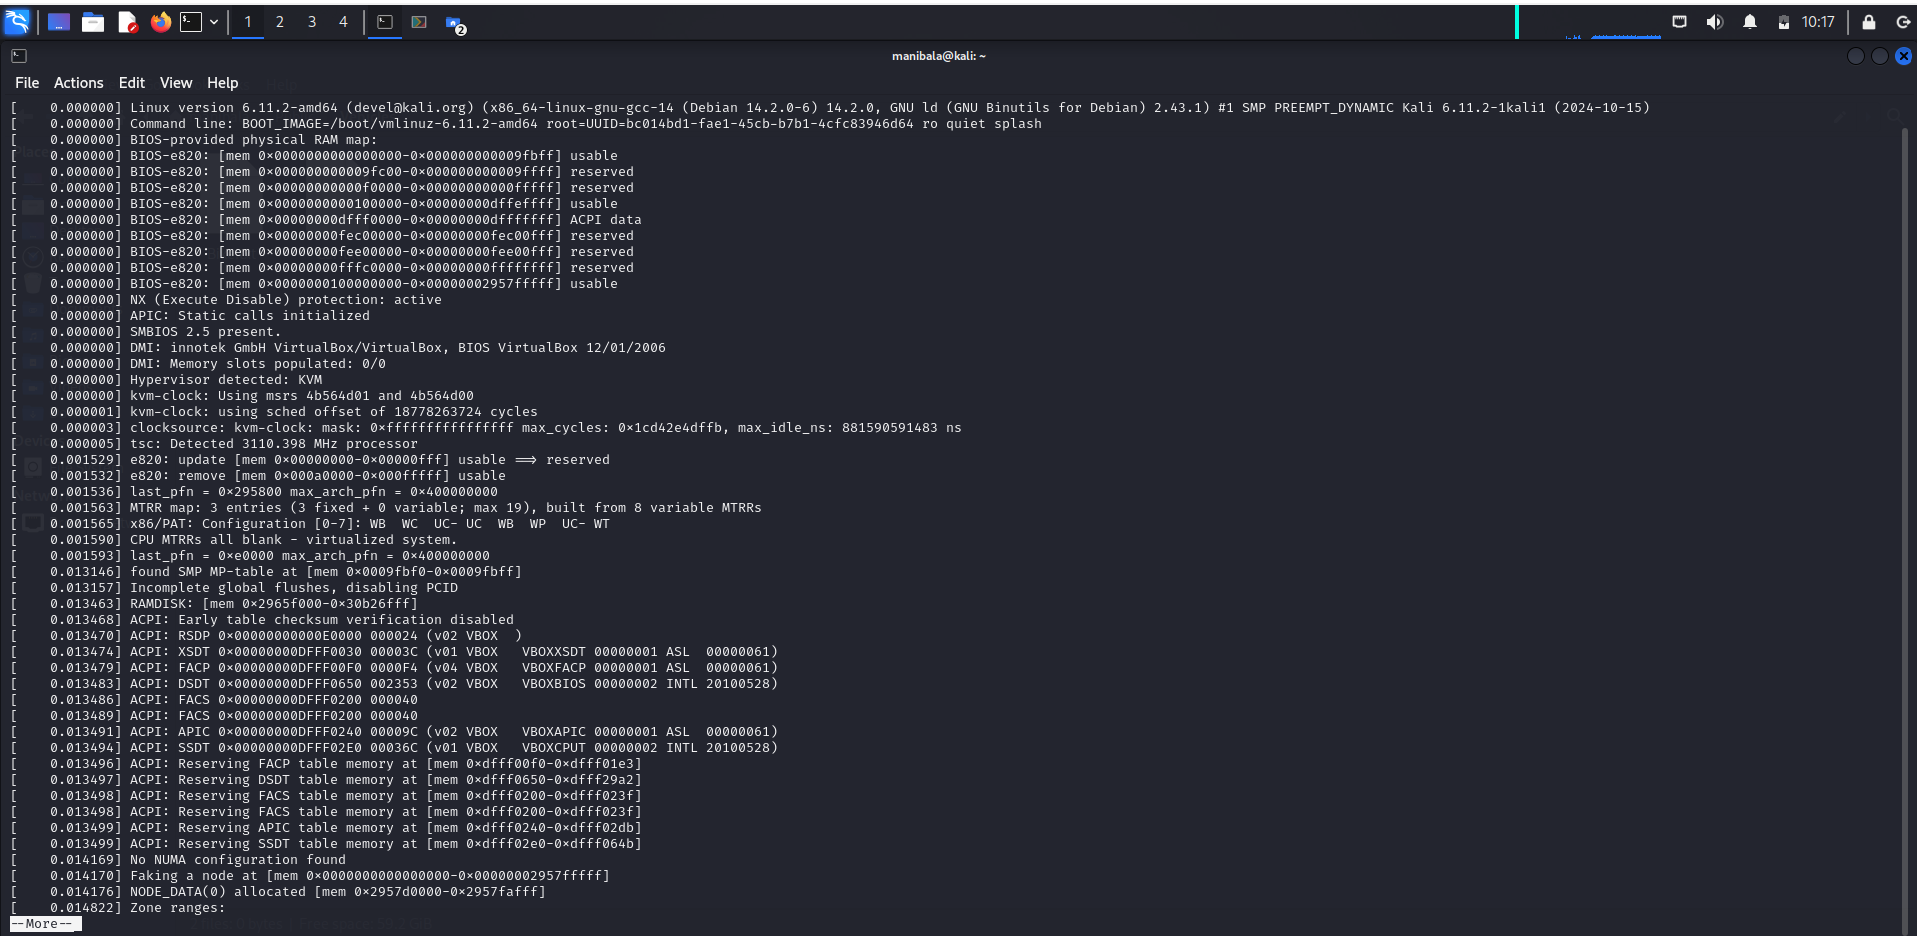 1 2 3 4 2 10:17
manibala@kali: ~
File Actions Edit View Help
[    0.000000] Linux version 6.11.2-amd64 (devel@kali.org) (x86_64-linux-gnu-gcc-14 (Debian 14.2.0-6) 14.2.0, GNU ld (GNU Binutils for Debian) 2.43.1) #1 SMP PREEMPT_DYNAMIC Kali 6.11.2-1kali1 (2024-10-15)
[    0.000000] Command line: BOOT_IMAGE=/boot/vmlinuz-6.11.2-amd64 root=UUID=bc014bd1-fae1-45cb-b7b1-4cfc83946d64 ro quiet splash
[    0.000000] BIOS-provided physical RAM map:
[    0.000000] BIOS-e820: [mem 0x0000000000000000-0x000000000009fbff] usable
[    0.000000] BIOS-e820: [mem 0x000000000009fc00-0x000000000009ffff] reserved
[    0.000000] BIOS-e820: [mem 0x00000000000f0000-0x00000000000fffff] reserved
[    0.000000] BIOS-e820: [mem 0x0000000000100000-0x00000000dffeffff] usable
[    0.000000] BIOS-e820: [mem 0x00000000dfff0000-0x00000000dfffffff] ACPI data
[    0.000000] BIOS-e820: [mem 0x00000000fec00000-0x00000000fec00fff] reserved
[    0.000000] BIOS-e820: [mem 0x00000000fee00000-0x00000000fee00fff] reserved
[    0.000000] BIOS-e820: [mem 0x00000000fffc0000-0x00000000ffffffff] reserved
[    0.000000] BIOS-e820: [mem 0x0000000100000000-0x00000002957fffff] usable
[    0.000000] NX (Execute Disable) protection: active
[    0.000000] APIC: Static calls initialized
[    0.000000] SMBIOS 2.5 present.
[    0.000000] DMI: innotek GmbH VirtualBox/VirtualBox, BIOS VirtualBox 12/01/2006
[    0.000000] DMI: Memory slots populated: 0/0
[    0.000000] Hypervisor detected: KVM
[    0.000000] kvm-clock: Using msrs 4b564d01 and 4b564d00
[    0.000001] kvm-clock: using sched offset of 18778263724 cycles
[    0.000003] clocksource: kvm-clock: mask: 0xffffffffffffffff max_cycles: 0x1cd42e4dffb, max_idle_ns: 881590591483 ns
[    0.000005] tsc: Detected 3110.398 MHz processor
[    0.001529] e820: update [mem 0x00000000-0x00000fff] usable ==> reserved
[    0.001532] e820: remove [mem 0x000a0000-0x000fffff] usable
[    0.001536] last_pfn = 0x295800 max_arch_pfn = 0x400000000
[    0.001563] MTRR map: 3 entries (3 fixed + 0 variable; max 19), built from 8 variable MTRRs
[    0.001565] x86/PAT: Configuration [0-7]: WB  WC  UC- UC  WB  WP  UC- WT
[    0.001590] CPU MTRRs all blank - virtualized system.
[    0.001593] last_pfn = 0xe0000 max_arch_pfn = 0x400000000
[    0.013146] found SMP MP-table at [mem 0x0009fbf0-0x0009fbff]
[    0.013157] Incomplete global flushes, disabling PCID
[    0.013463] RAMDISK: [mem 0x2965f000-0x30b26fff]
[    0.013468] ACPI: Early table checksum verification disabled
[    0.013470] ACPI: RSDP 0x00000000000E0000 000024 (v02 VBOX  )
[    0.013474] ACPI: XSDT 0x00000000DFFF0030 00003C (v01 VBOX   VBOXXSDT 00000001 ASL  00000061)
[    0.013479] ACPI: FACP 0x00000000DFFF00F0 0000F4 (v04 VBOX   VBOXFACP 00000001 ASL  00000061)
[    0.013483] ACPI: DSDT 0x00000000DFFF0650 002353 (v02 VBOX   VBOXBIOS 00000002 INTL 20100528)
[    0.013486] ACPI: FACS 0x00000000DFFF0200 000040
[    0.013489] ACPI: FACS 0x00000000DFFF0200 000040
[    0.013491] ACPI: APIC 0x00000000DFFF0240 00009C (v02 VBOX   VBOXAPIC 00000001 ASL  00000061)
[    0.013494] ACPI: SSDT 0x00000000DFFF02E0 00036C (v01 VBOX   VBOXCPUT 00000002 INTL 20100528)
[    0.013496] ACPI: Reserving FACP table memory at [mem 0xdfff00f0-0xdfff01e3]
[    0.013497] ACPI: Reserving DSDT table memory at [mem 0xdfff0650-0xdfff29a2]
[    0.013498] ACPI: Reserving FACS table memory at [mem 0xdfff0200-0xdfff023f]
[    0.013498] ACPI: Reserving FACS table memory at [mem 0xdfff0200-0xdfff023f]
[    0.013499] ACPI: Reserving APIC table memory at [mem 0xdfff0240-0xdfff02db]
[    0.013499] ACPI: Reserving SSDT table memory at [mem 0xdfff02e0-0xdfff064b]
[    0.014169] No NUMA configuration found
[    0.014170] Faking a node at [mem 0x0000000000000000-0x00000002957fffff]
[    0.014176] NODE_DATA(0) allocated [mem 0x2957d0000-0x2957fafff]
[    0.014822] Zone ranges:
--More--